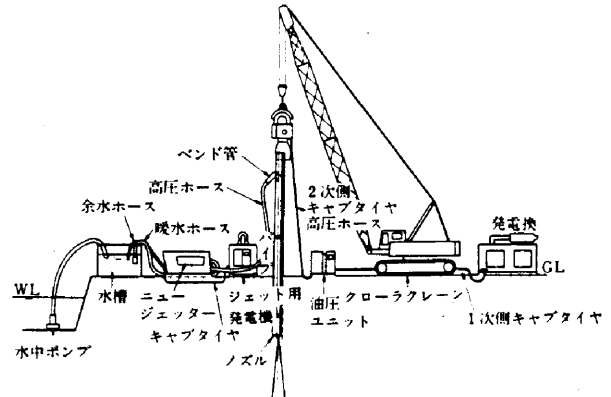 ベンド管
高圧ホース
余水ホース
暖水ホース
2次側
キャブタイヤ
高圧ホース
発電換
WL
GL
水槽
ニュー
ジェッター
キャブタイヤ
ジェット用
発電機
油圧
ユニット
クローラクレーン
1次側キャブタイヤ
水中ポンプ
ノズル